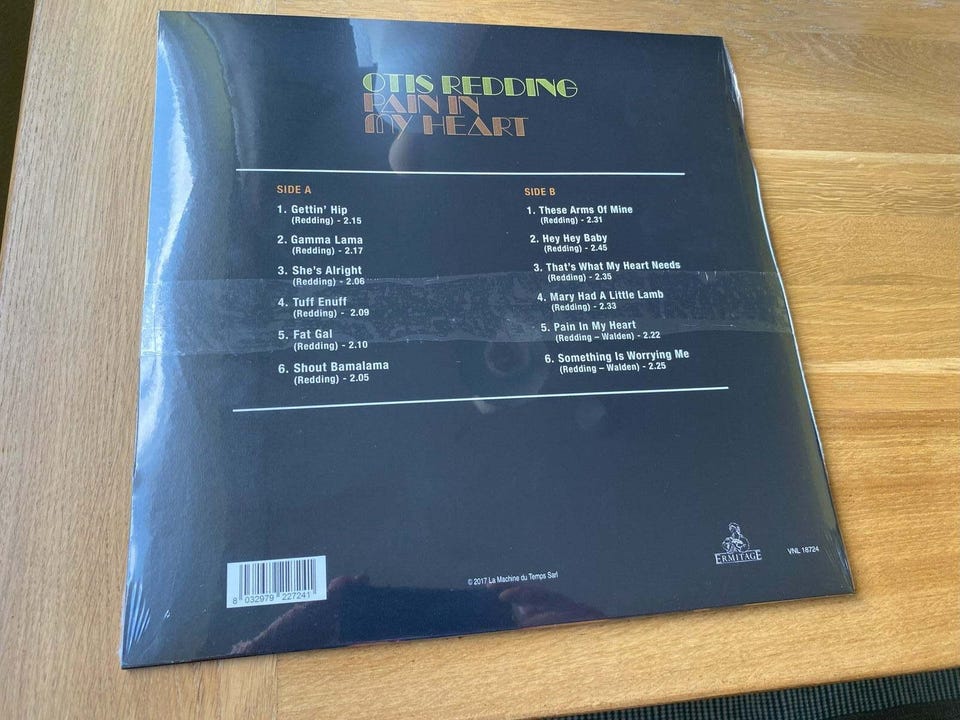 OTIS REDDING
PAIN IN
MY HEART
SIDE A
1. Gettin' Hip
(Redding) - 2.15
2. Gamma Lama
(Redding) - 2.17
3. She's Alright
(Redding) - 2.06
4. Tuff Enuff
(Redding) - 2.09
5. Fat Gal
(Redding) - 2.10
6. Shout Bamalama
(Redding) - 2.05
SIDE B
1. These Arms Of Mine
(Redding) - 2.31
2. Hey Hey Baby
(Redding) - 2.45
3. That's What My Heart Needs
(Redding) - 2.35
4. Mary Had A Little Lamb
(Redding) - 2.33
5. Pain In My Heart
(Redding – Walden) - 2.22
6. Something Is Worrying Me
(Redding – Walden) - 2.25
8 032979 227241
© 2017 La Machine du Temps Sarl
ERMITAGE
VNL 18724